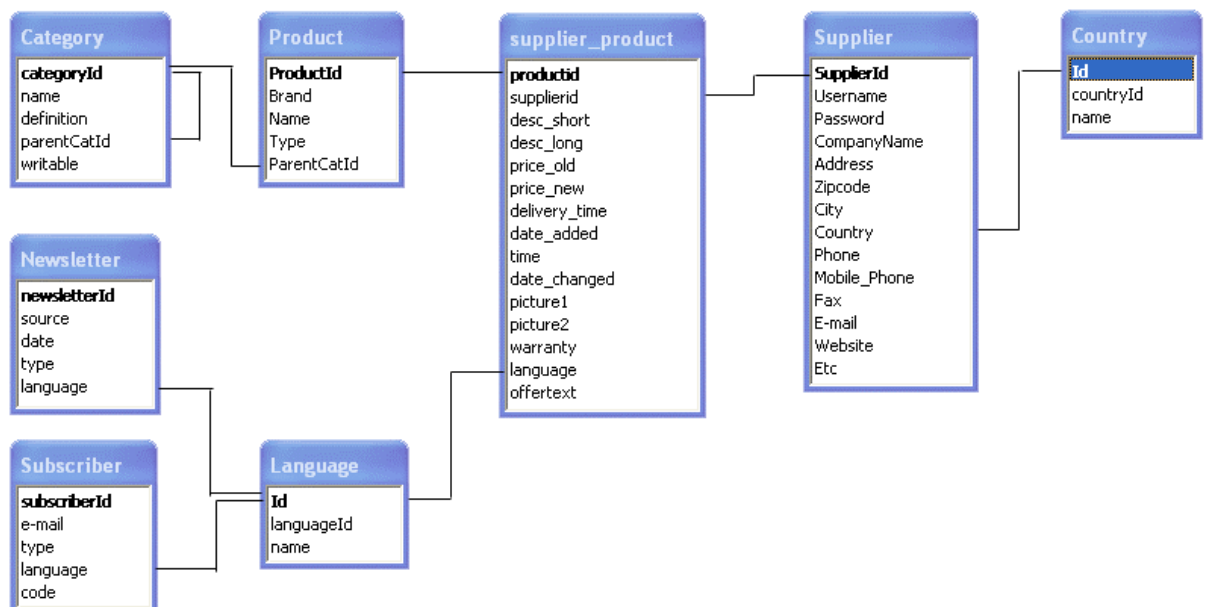 Category
categoryId
name
definition
parentCatId
writable
Product
ProductId
Brand
Name
Type
ParentCatId
supplier_product
productid
supplierid
desc_short
desc_long
price_old
price_new
delivery_time
date_added
time
date_changed
picture1
picture2
warranty
language
offertext
Supplier
SupplierId
Username
Password
CompanyName
Address
Zipcode
City
Country
Phone
Mobile_Phone
Fax
E-mail
Website
Etc
Country
Id
countryId
name
Newsletter
newsletterId
source
date
type
language
Subscriber
subscriberId
e-mail
type
language
code
Language
Id
languageId
name